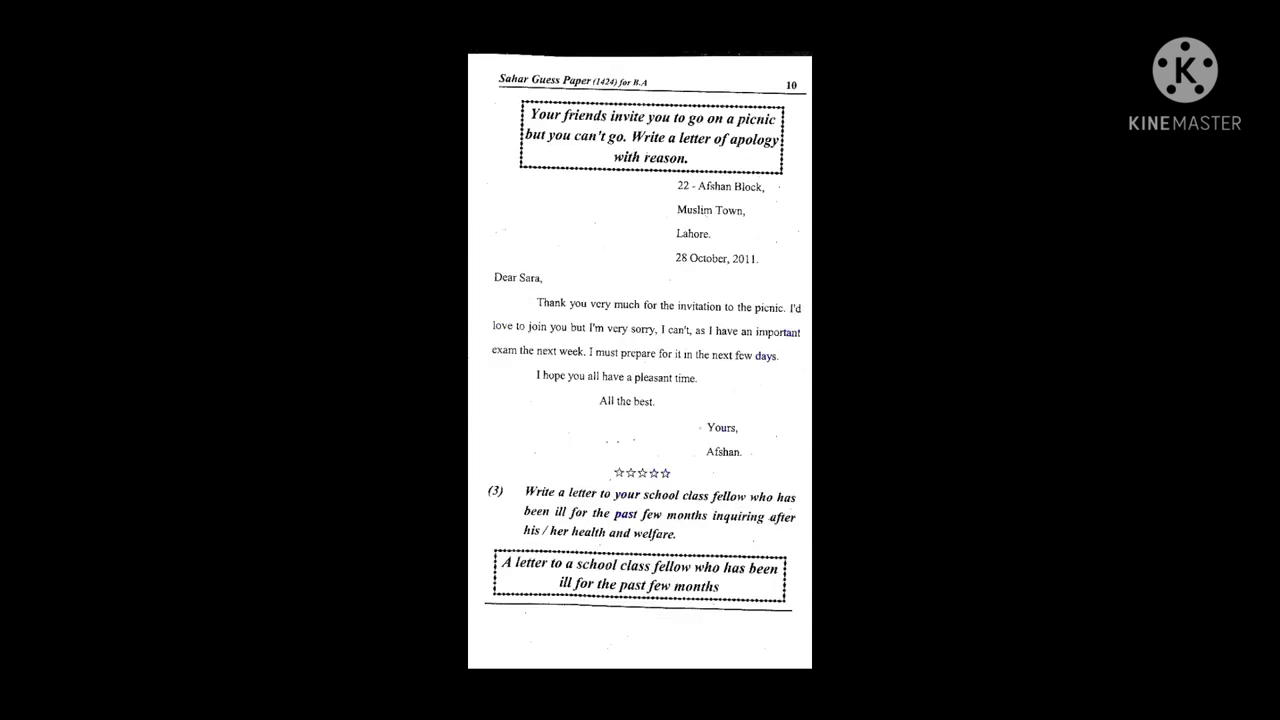 Sahar Guess Paper (1424) for B.A 10
Your friends invite you to go on a picnic
but you can't go. Write a letter of apology
with reason.
22 - Afshan Block,
Muslim Town,
Lahore.
28 October, 2011.
Dear Sara,
Thank you very much for the invitation to the picnic. I'd
love to join you but I'm very sorry, I can't, as I have an important
exam the next week. I must prepare for it in the next few days.
I hope you all have a pleasant time.
All the best.
Yours,
Afshan.
☆☆☆☆☆
(3) Write a letter to your school class fellow who has
been ill for the past few months inquiring after
his / her health and welfare.
A letter to a school class fellow who has been
ill for the past few months
K
KINEMASTER